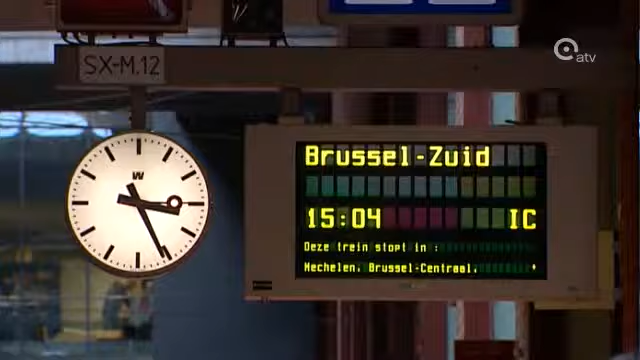 SX-M.12
atv
Brussel-Zuid
15:04 IC
Deze trein stopt in :
Mechelen, Brussel-Centraal,